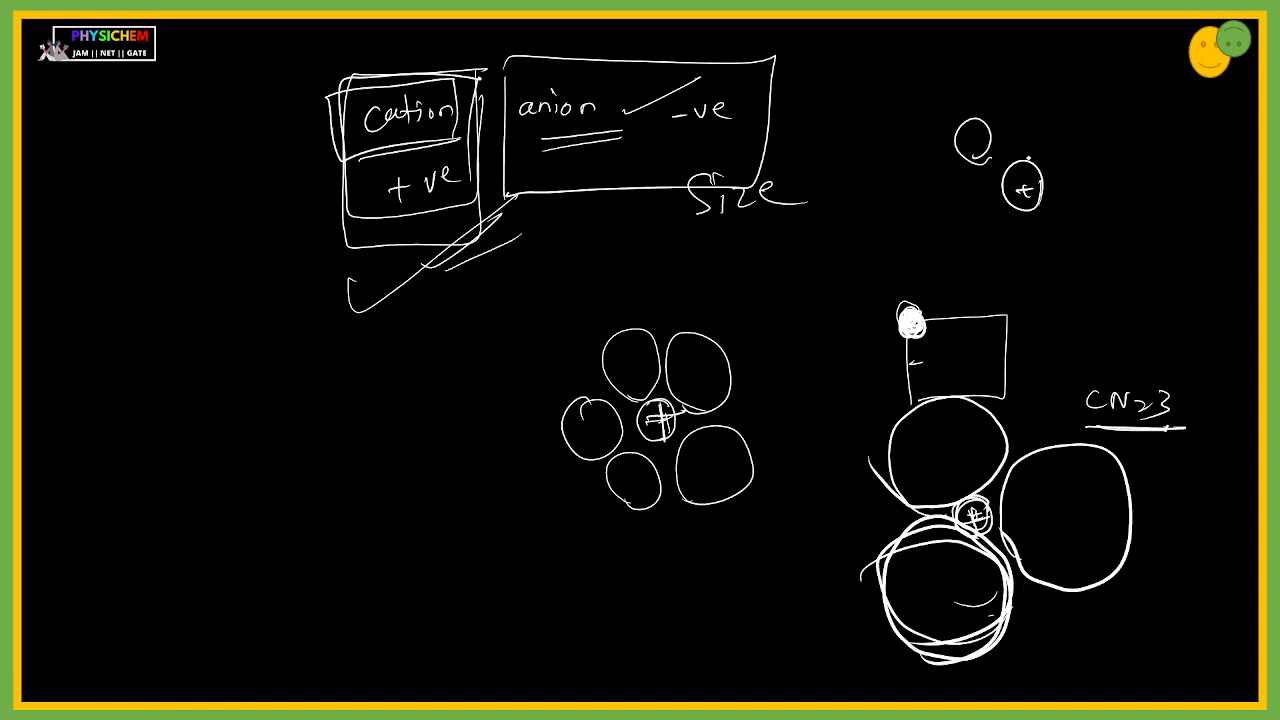 PHYSICHEM
JAM || NET || GATE
cation
+ ve
anion
-ve
Size
+
+
CN=3
+